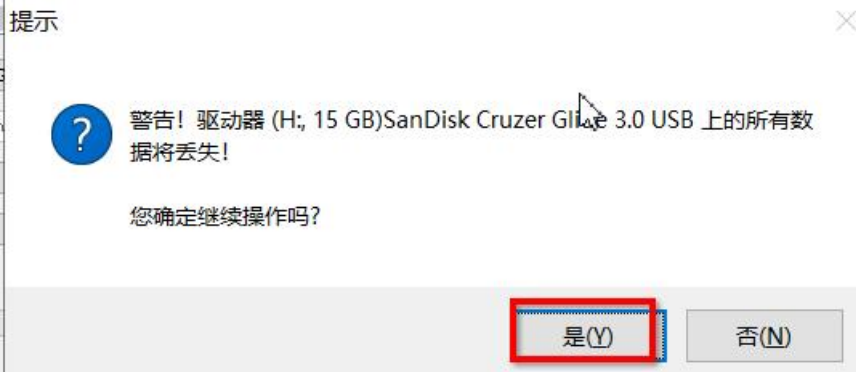 提示
警告！驱动器 (H:, 15 GB)SanDisk Cruzer Glide 3.0 USB 上的所有数
据将丢失！
您确定继续操作吗?
是(Y)
否(N)